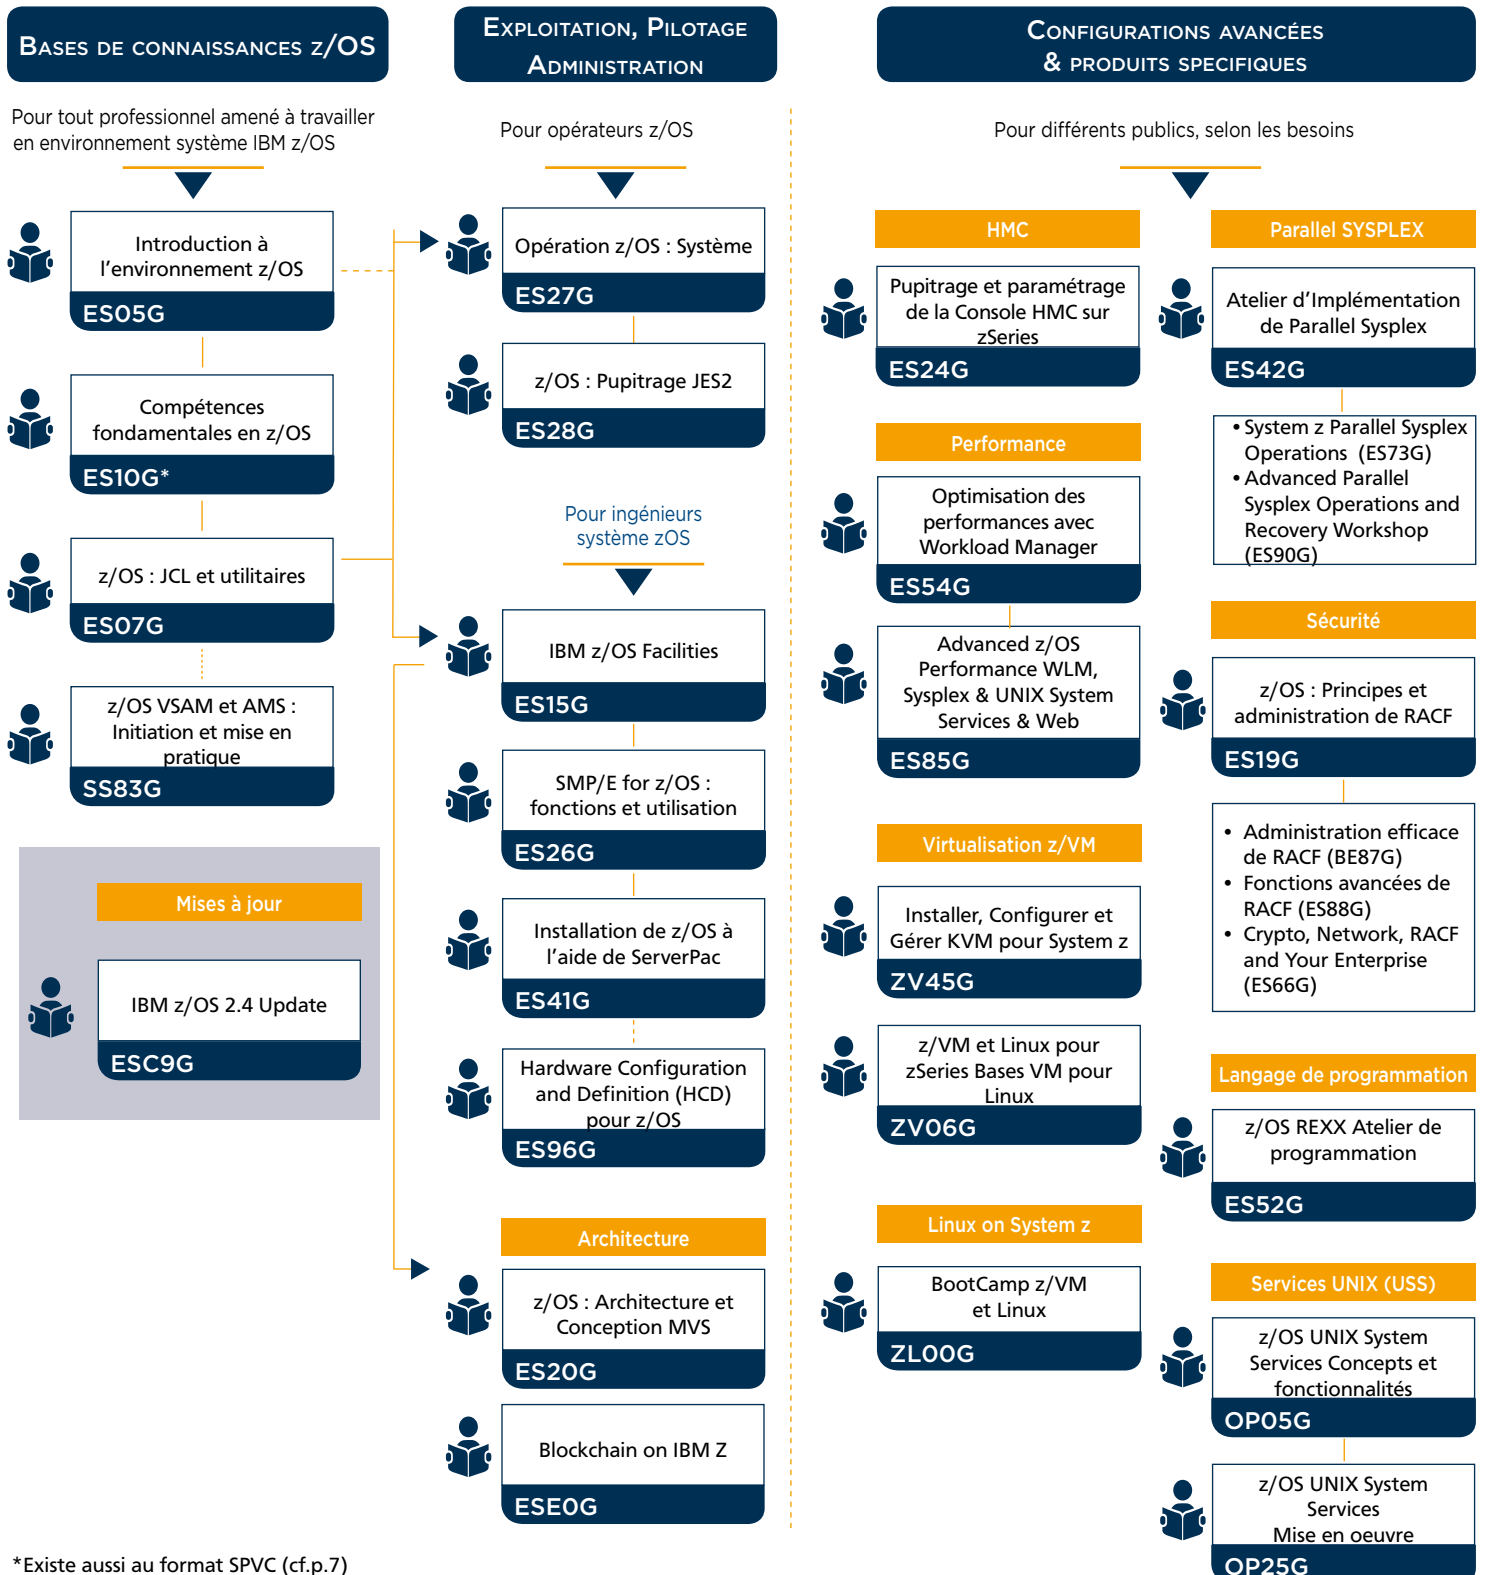 BASES DE CONNAISSANCES Z/OS
Pour tout professionnel amené à travailler
en environnement système IBM z/OS
Introduction à
l'environnement z/OS
ES05G
Compétences
fondamentales en z/OS
ES10G*
z/OS : JCL et utilitaires
ES07G
z/OS VSAM et AMS :
Initiation et mise en
pratique
SS83G
Mises à jour
IBM z/OS 2.4 Update
ESC9G
*Existe aussi au format SPVC (cf.p.7)
EXPLOITATION, PILOTAGE
ADMINISTRATION
Pour opérateurs z/OS
Opération z/OS : Système
ES27G
z/OS : Pupitrage JES2
ES28G
Pour ingénieurs
système zOS
IBM z/OS Facilities
ES15G
SMP/E for z/OS :
fonctions et utilisation
ES26G
Installation de z/OS à
l'aide de ServerPac
ES41G
Hardware Configuration
and Definition (HCD)
pour z/OS
ES96G
Architecture
z/OS : Architecture et
Conception MVS
ES20G
Blockchain on IBM Z
ESE0G
CONFIGURATIONS AVANCÉES
& PRODUITS SPECIFIQUES
Pour différents publics, selon les besoins
HMC
Pupitrage et paramétrage
de la Console HMC sur
zSeries
ES24G
Performance
Optimisation des
performances avec
Workload Manager
ES54G
Advanced z/OS
Performance WLM,
Sysplex & UNIX System
Services & Web
ES85G
Virtualisation z/VM
Installer, Configurer et
Gérer KVM pour System z
ZV45G
z/VM et Linux pour
zSeries Bases VM pour
Linux
ZV06G
Linux on System z
BootCamp z/VM
et Linux
ZL00G
Parallel SYSPLEX
Atelier d'Implémentation
de Parallel Sysplex
ES42G
• System z Parallel Sysplex
Operations (ES73G)
• Advanced Parallel
Sysplex Operations and
Recovery Workshop
(ES90G)
Sécurité
z/OS : Principes et
administration de RACF
ES19G
• Administration efficace
de RACF (BE87G)
• Fonctions avancées de
RACF (ES88G)
• Crypto, Network, RACF
and Your Enterprise
(ES66G)
Langage de programmation
z/OS REXX Atelier de
programmation
ES52G
Services UNIX (USS)
z/OS UNIX System
Services Concepts et
fonctionnalités
OP05G
z/OS UNIX System
Services
Mise en oeuvre
OP25G